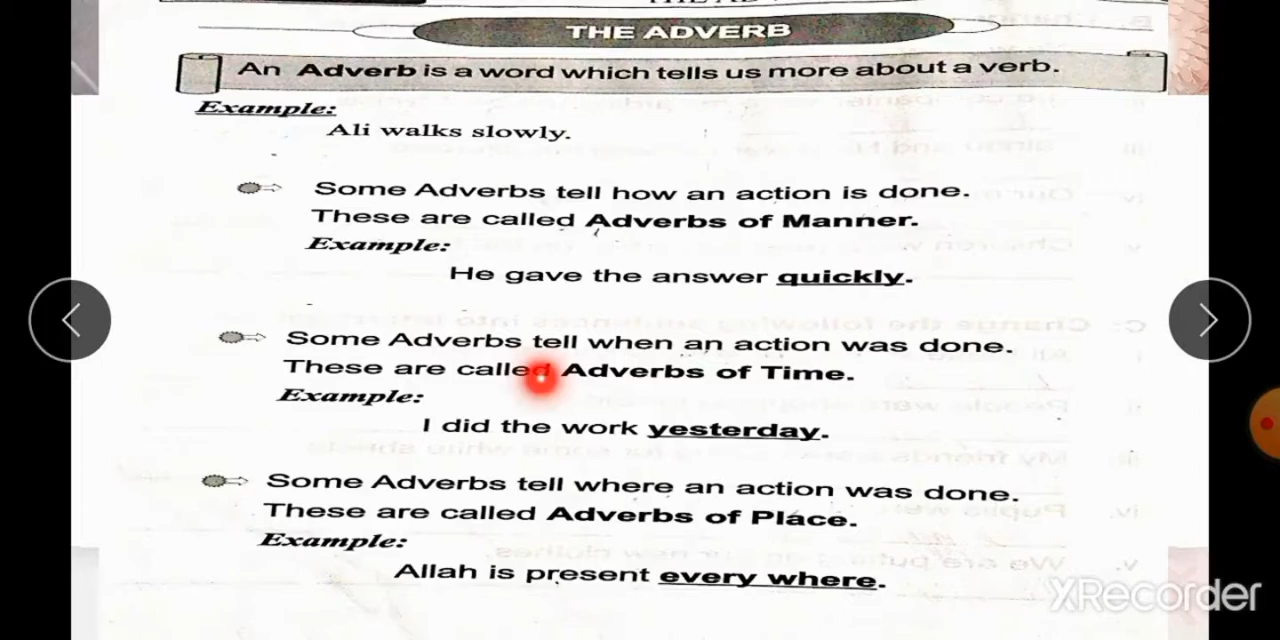 THE ADVERB
An Adverb is a word which tells us more about a verb.
Example:
Ali walks slowly.
Some Adverbs tell how an action is done.
These are called Adverbs of Manner.
Example:
He gave the answer quickly.
Some Adverbs tell when an action was done.
These are called Adverbs of Time.
Example:
I did the work yesterday.
Some Adverbs tell where an action was done.
These are called Adverbs of Place.
Example:
Allah is present every where.
XRecorder